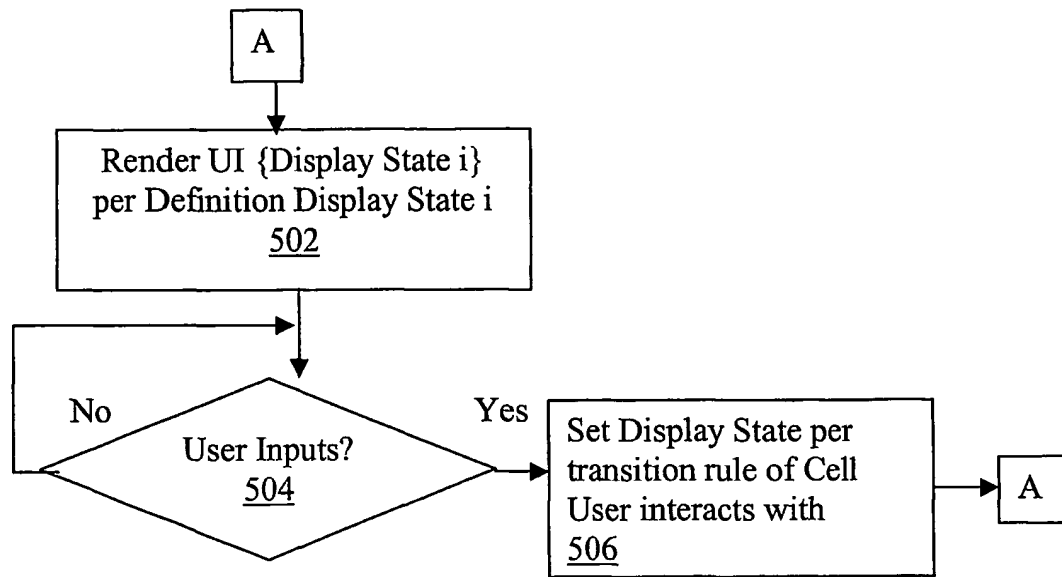 A
Render UI {Display State i}
per Definition Display State i
502
No
Yes
User Inputs?
504
Set Display State per
transition rule of Cell
User interacts with
506
A